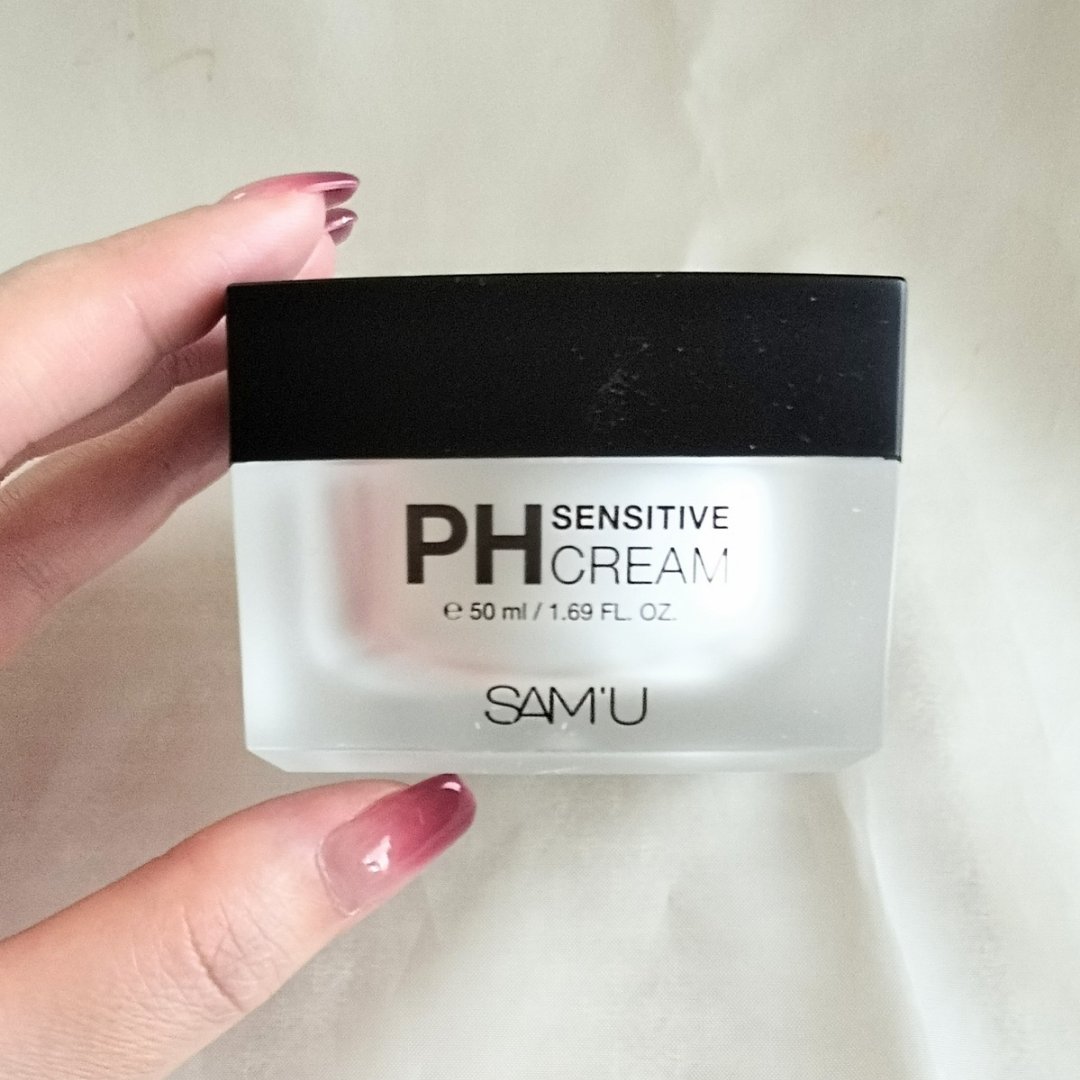 PH SENSITIVE
CREAM
℮ 50 ml / 1.69 FL. OZ.
SAM'U